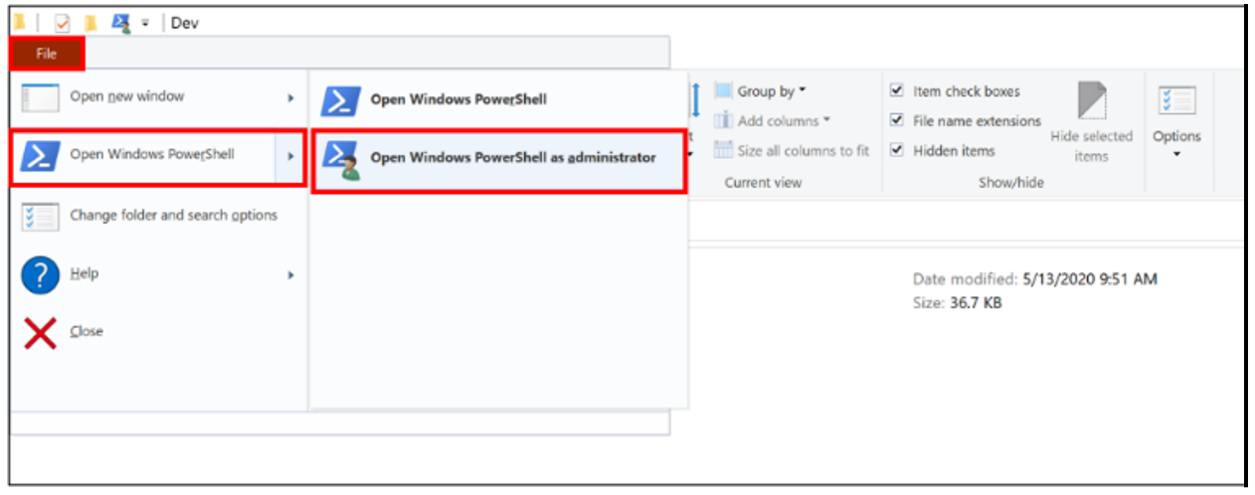 Dev
File
Open new window
Open Windows PowerShell
Change folder and search options
Help
Close
Open Windows PowerShell
Open Windows PowerShell as administrator
t
Group by
Add columns
Size all columns to fit
Current view
Item check boxes
File name extensions
Hidden items
Hide selected
items
Show/hide
Options
Date modified: 5/13/2020 9:51 AM
Size: 36.7 KB